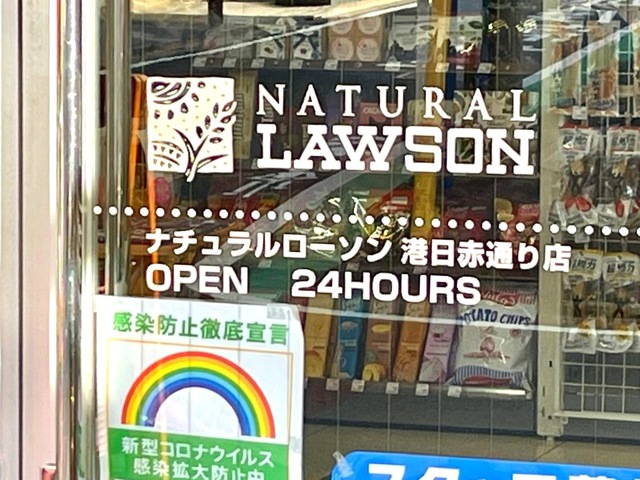 NATURAL
LAWSON
ナチュラルローソン 港日赤通り店
OPEN 24HOURS
感染防止徹底宣言
新型コロナウイルス
感染拡大防止中
POTATO CHIPS